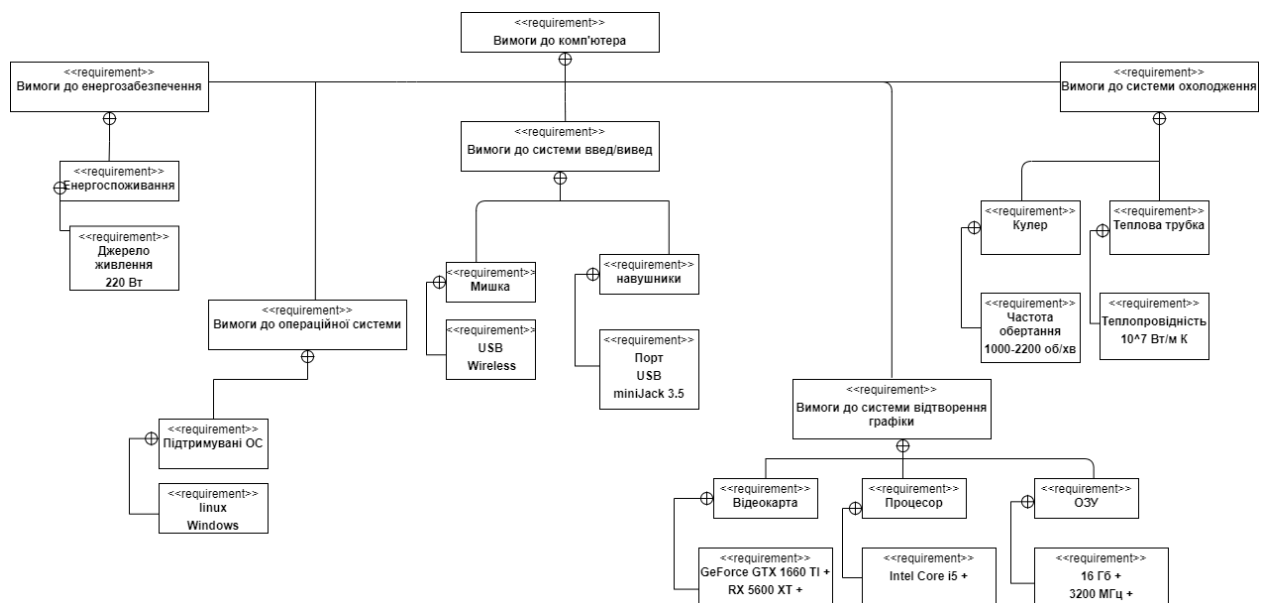 <<requirement>>
Вимоги до комп'ютера
<<requirement>>
Вимоги до енергозабезпечення
<<requirement>>
Вимоги до системи охолодження
<<requirement>>
Вимоги до системи введ/вивед
<<requirement>>
Енергоспоживання
<<requirement>>
Джерело
живлення
220 Вт
<<requirement>>
Кулер
<<requirement>>
Теплова трубка
<<requirement>>
Мишка
<<requirement>>
навушники
<<requirement>>
Вимоги до операційної системи
<<requirement>>
USB
Wireless
<<requirement>>
Порт
USB
miniJack 3.5
<<requirement>>
Частота
обертання
1000-2200 об/хв
<<requirement>>
Теплопровідність
10^7 Вт/м К
<<requirement>>
Вимоги до системи відтворення
графіки
<<requirement>>
Підтримувані ОС
<<requirement>>
linux
Windows
<<requirement>>
Відеокарта
<<requirement>>
Процесор
<<requirement>>
ОЗУ
<<requirement>>
GeForce GTX 1660 TI +
RX 5600 XT +
<<requirement>>
Intel Core i5 +
<<requirement>>
16 Гб +
3200 МГц +